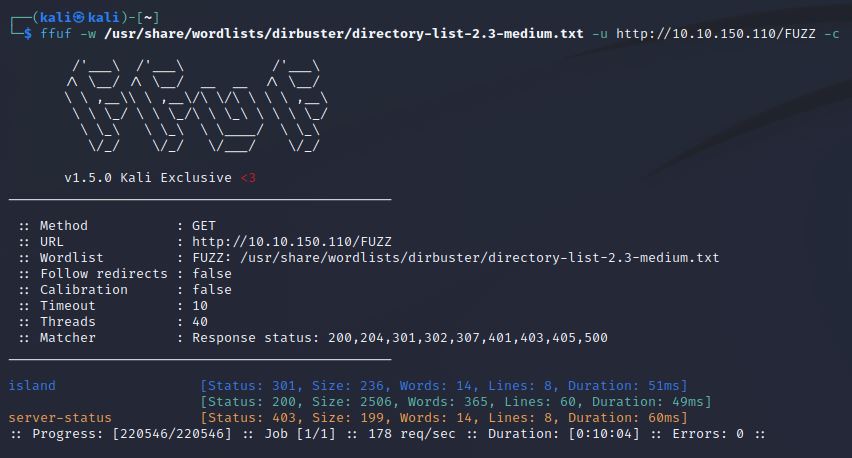 ┌──(kali㉿kali)-[~]
└─$ ffuf -w /usr/share/wordlists/dirbuster/directory-list-2.3-medium.txt -u http://10.10.150.110/FUZZ -c
v1.5.0 Kali Exclusive <3
:: Method : GET
:: URL : http://10.10.150.110/FUZZ
:: Wordlist : FUZZ: /usr/share/wordlists/dirbuster/directory-list-2.3-medium.txt
:: Follow redirects : false
:: Calibration : false
:: Timeout : 10
:: Threads : 40
:: Matcher : Response status: 200,204,301,302,307,401,403,405,500
island [Status: 301, Size: 236, Words: 14, Lines: 8, Duration: 51ms]
[Status: 200, Size: 2506, Words: 365, Lines: 60, Duration: 49ms]
server-status [Status: 403, Size: 199, Words: 14, Lines: 8, Duration: 60ms]
:: Progress: [220546/220546] :: Job [1/1] :: 178 req/sec :: Duration: [0:10:04] :: Errors: 0 ::